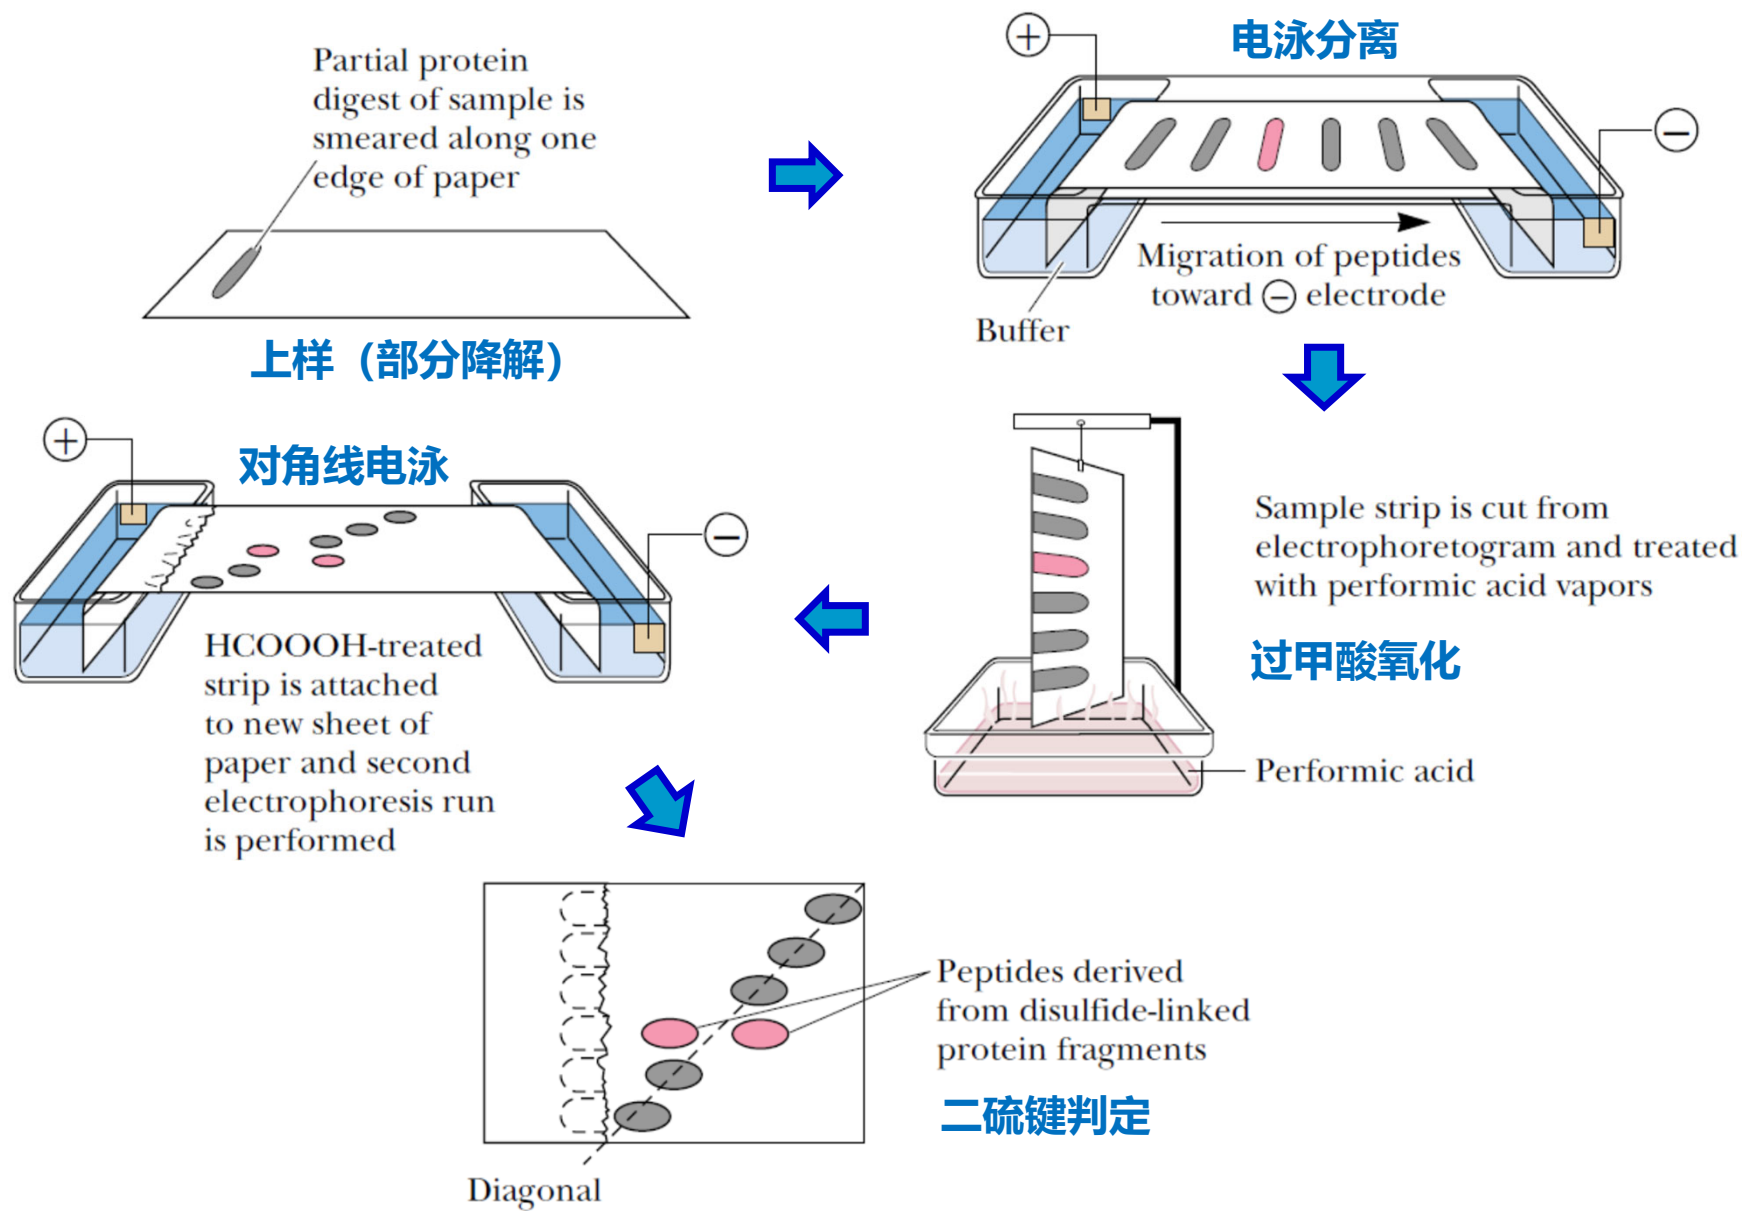 Partial protein
digest of sample is
smeared along one
edge of paper
上样（部分降解）
+
电泳分离
−
Migration of peptides
toward − electrode
Buffer
Sample strip is cut from
electrophoretogram and treated
with performic acid vapors
过甲酸氧化
Performic acid
+
对角线电泳
−
HCOOOH-treated
strip is attached
to new sheet of
paper and second
electrophoresis run
is performed
Peptides derived
from disulfide-linked
protein fragments
二硫键判定
Diagonal